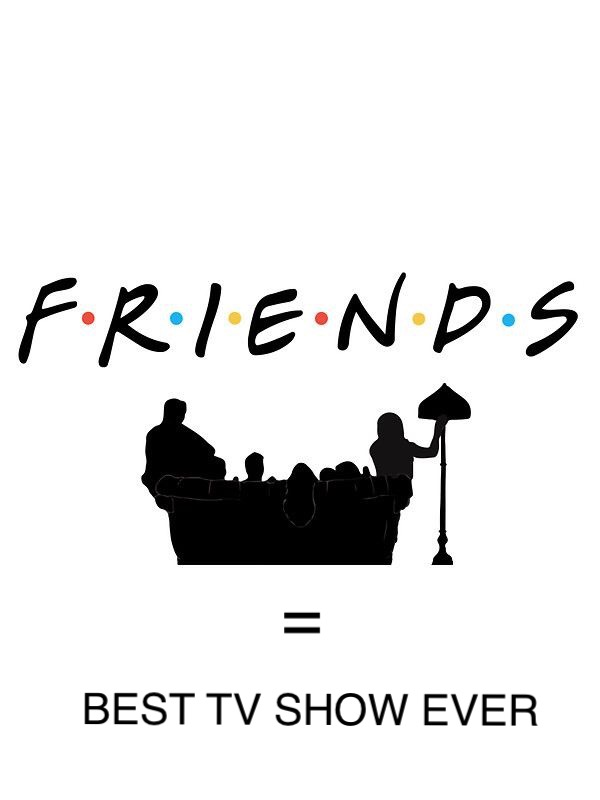 F•R•I•E•N•D•S
=
BEST TV SHOW EVER